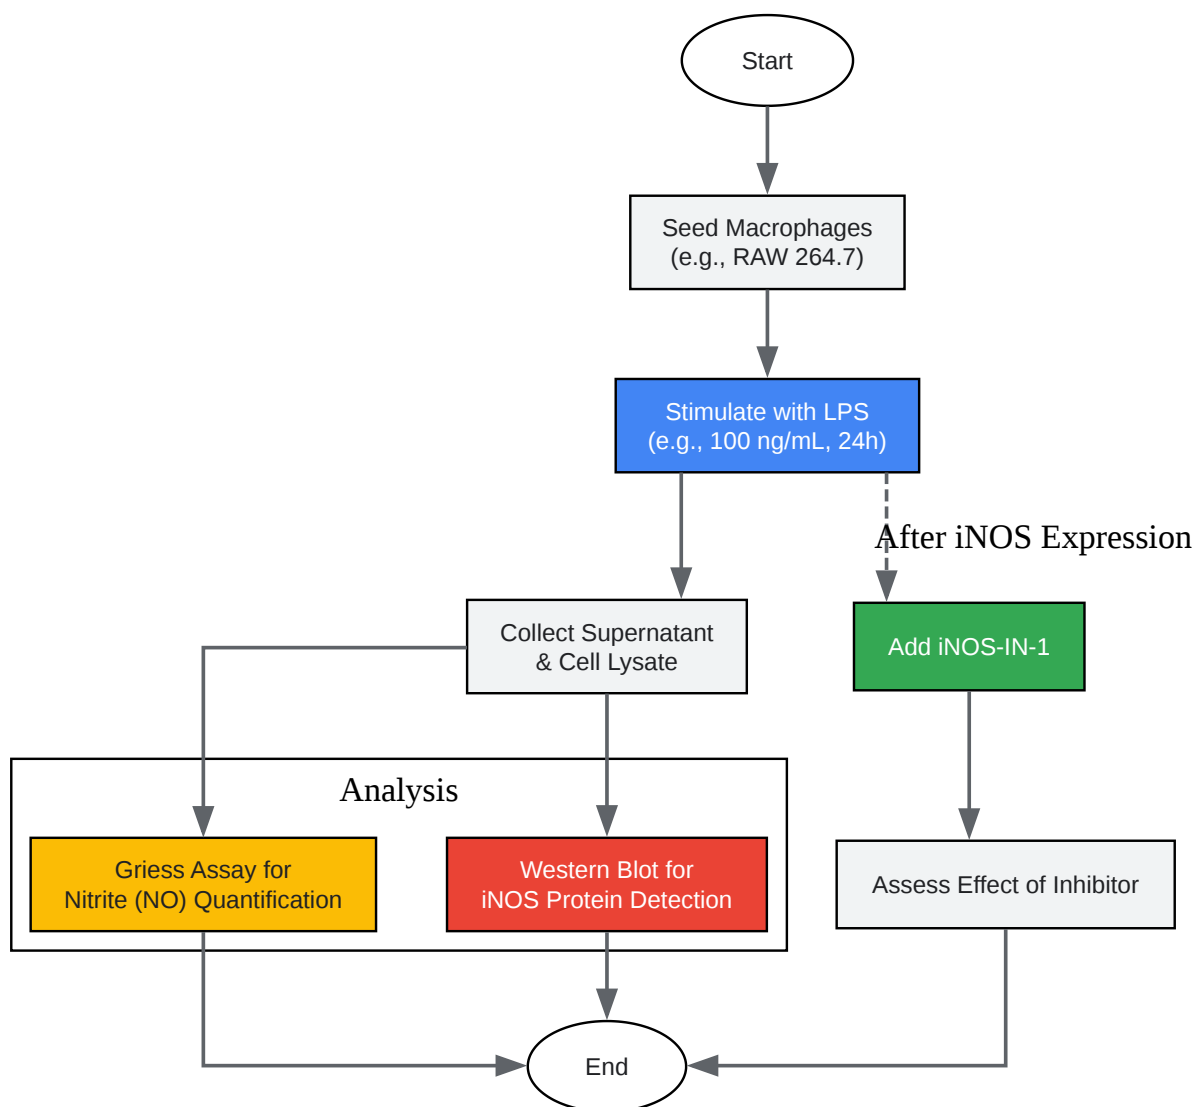 Start
Seed Macrophages
(e.g., RAW 264.7)
Stimulate with LPS
(e.g., 100 ng/mL, 24h)
After iNOS Expression
Collect Supernatant
& Cell Lysate
Add iNOS-IN-1
Analysis
Griess Assay for
Nitrite (NO) Quantification
Western Blot for
iNOS Protein Detection
Assess Effect of Inhibitor
End